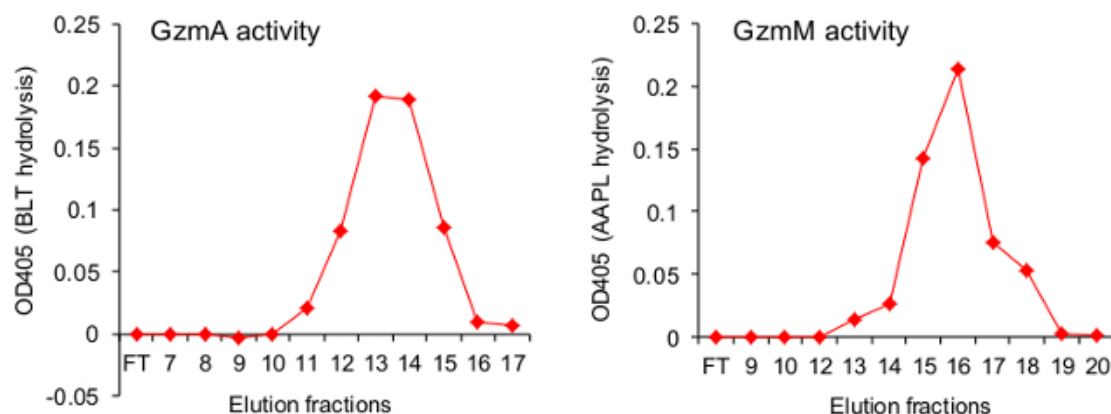 GzmA activity
OD405 (BLT hydrolysis)
0.25
0.2
0.15
0.1
0.05
0
-0.05
FT 7 8 9 10 11 12 13 14 15 16 17
Elution fractions
GzmM activity
OD405 (AAPL hydrolysis)
0.25
0.2
0.15
0.1
0.05
0
FT 9 10 12 13 14 15 16 17 18 19 20
Elution fractions